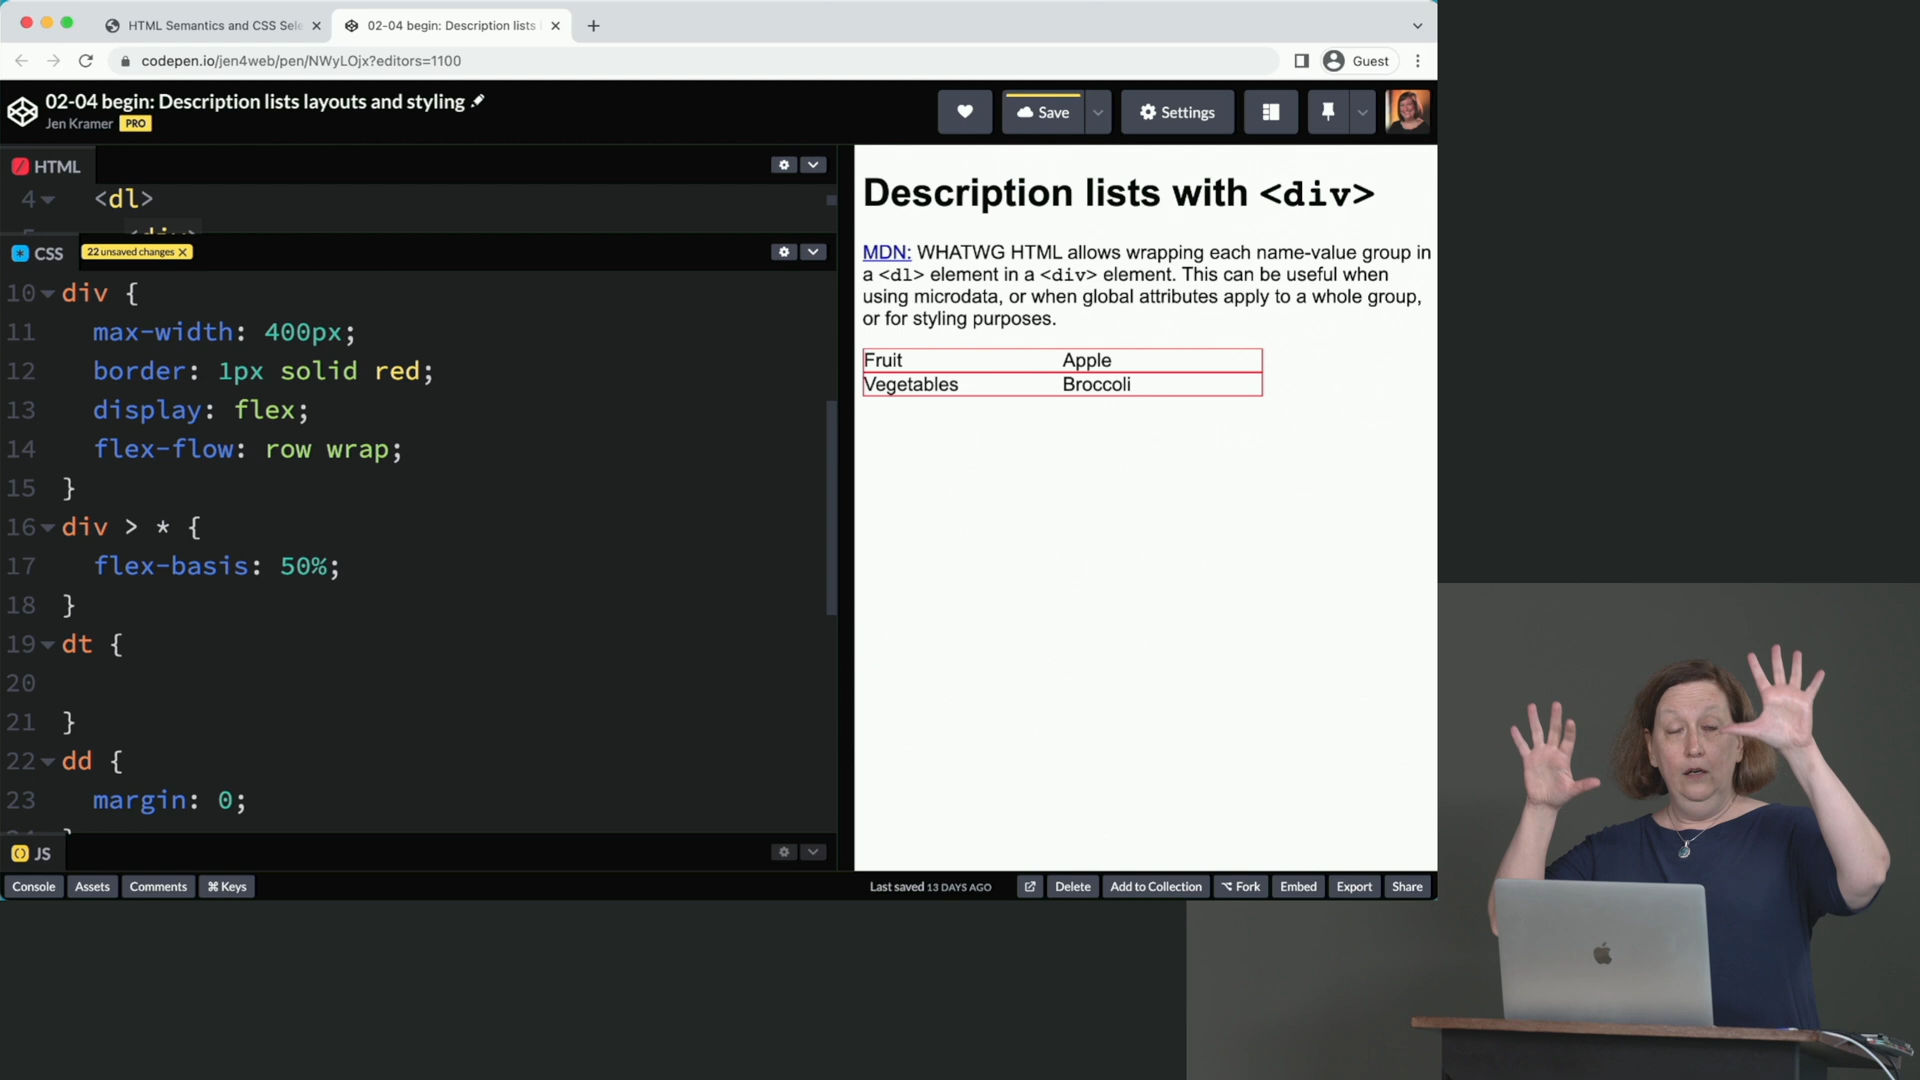 HTML Semantics and CSS Sele
02-04 begin: Description lists
codepen.io/jen4web/pen/NWyLOjx?editors=1100
Guest
02-04 begin: Description lists layouts and styling
Jen Kramer PRO
Save
Settings
HTML
4 <dl>
CSS
22 unsaved changes
10 div {
11 max-width: 400px;
12 border: 1px solid red;
13 display: flex;
14 flex-flow: row wrap;
15 }
16 div > * {
17 flex-basis: 50%;
18 }
19 dt {
20
21 }
22 dd {
23 margin: 0;
JS
Console
Assets
Comments
⌘ Keys
Description lists with <div>
MDN: WHATWG HTML allows wrapping each name-value group in
a <dl> element in a <div> element. This can be useful when
using microdata, or when global attributes apply to a whole group,
or for styling purposes.
Fruit Apple
Vegetables Broccoli
Last saved 13 DAYS AGO
Delete
Add to Collection
Fork
Embed
Export
Share